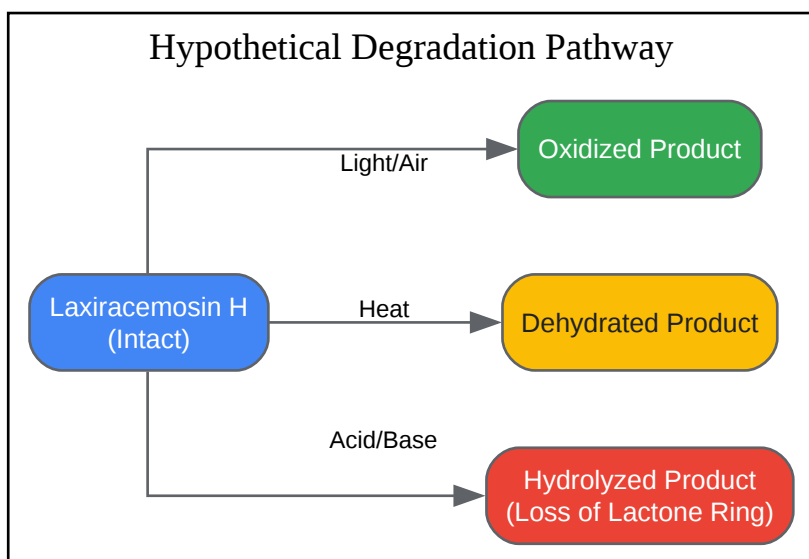 Hypothetical Degradation Pathway
Oxidized Product
Light/Air
Laxiracemosin H
(Intact)
Heat
Dehydrated Product
Acid/Base
Hydrolyzed Product
(Loss of Lactone Ring)